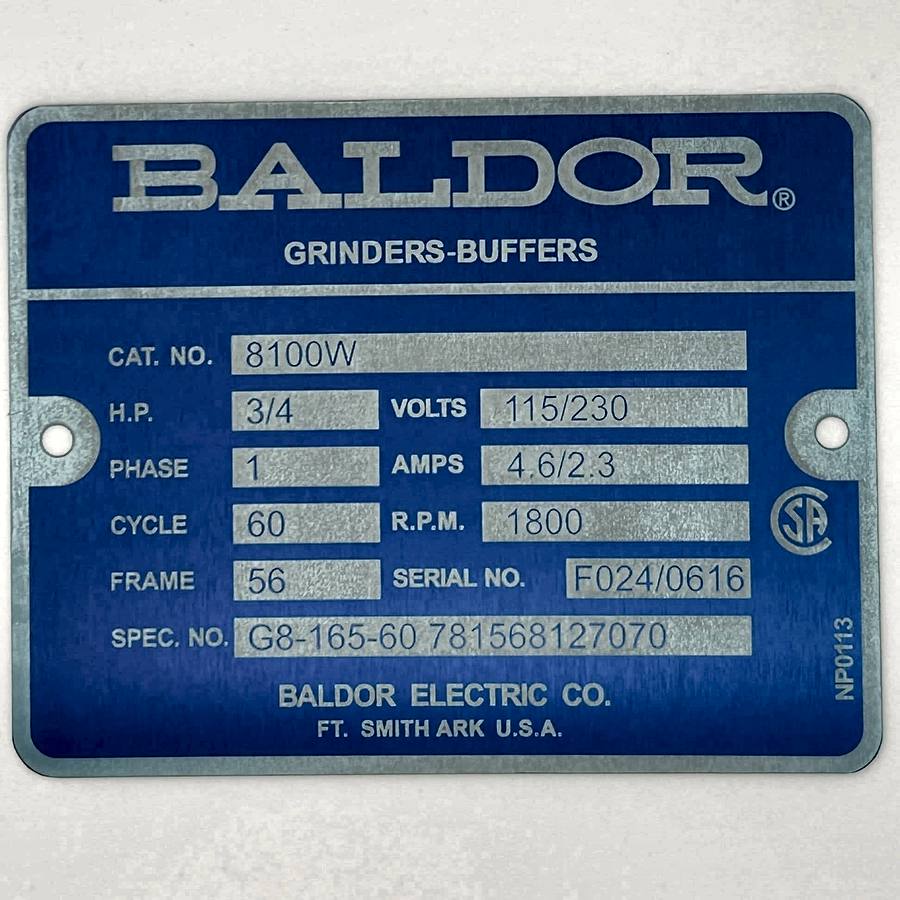 BALDOR®
GRINDERS-BUFFERS
CAT. NO. 8100W
H.P. 3/4 VOLTS 115/230
PHASE 1 AMPS 4.6/2.3
CYCLE 60 R.P.M. 1800
SA
FRAME 56 SERIAL NO. F024/0616
SPEC. NO. G8-165-60 781568127070
NP0113
BALDOR ELECTRIC CO.
FT. SMITH ARK U.S.A.